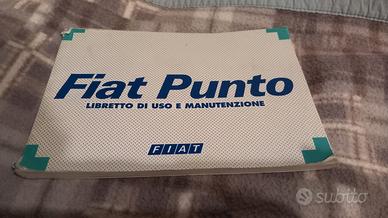 Fiat Punto
LIBRETTO DI USO E MANUTENZIONE
FIAT
subito